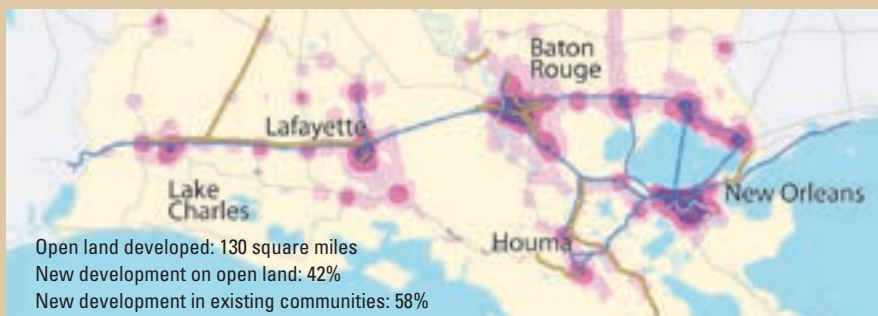 Baton
Rouge
Lafayette
Lake
Charles
New Orleans
Houma
Open land developed: 130 square miles
New development on open land: 42%
New development in existing communities: 58%